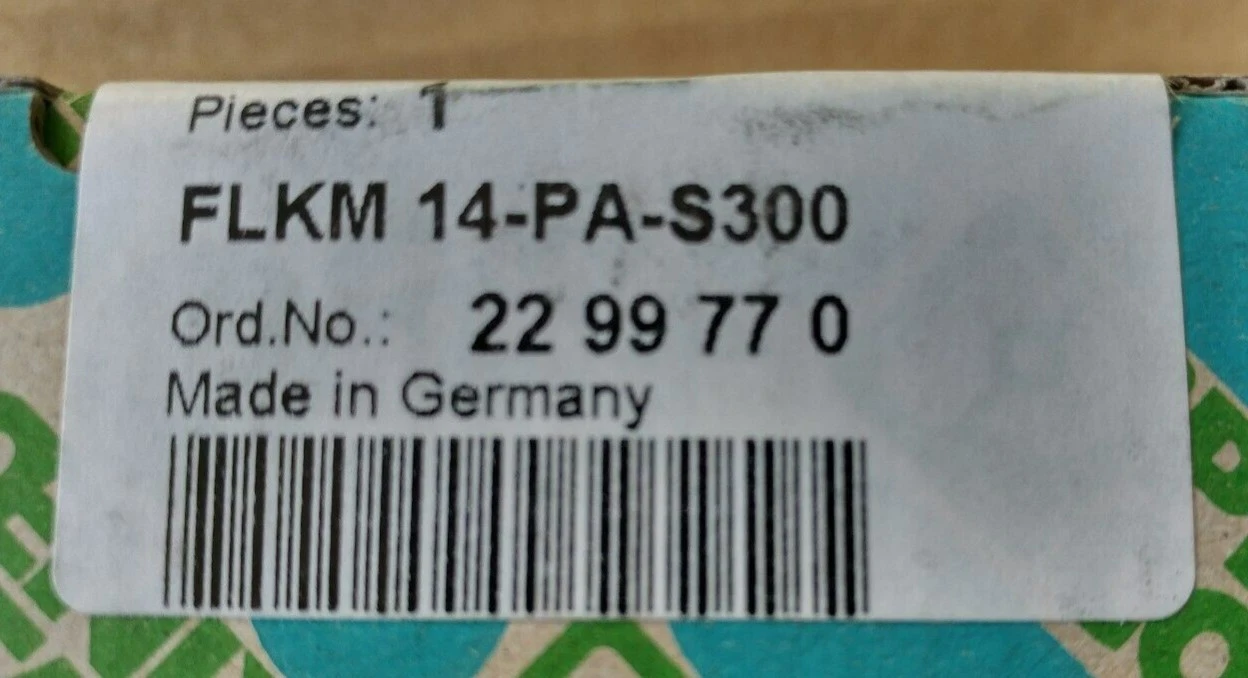 Pieces: 1
FLKM 14-PA-S300
Ord.No.: 22 99 77 0
Made in Germany